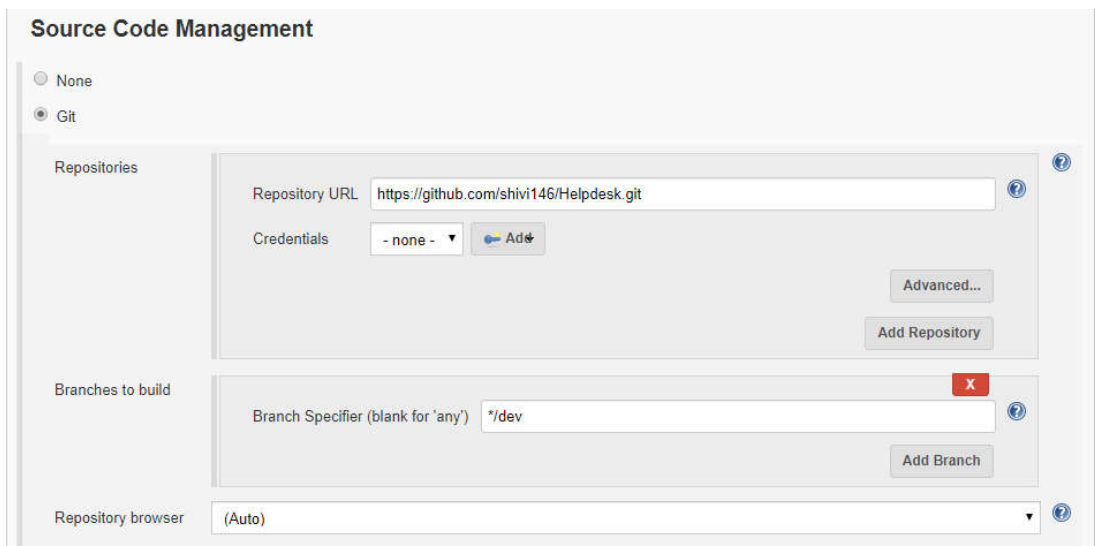 Source Code Management
None
Git
Repositories
Repository URL https://github.com/shivi146/Helpdesk.git
Credentials - none - Add
Advanced...
Add Repository
Branches to build
X
Branch Specifier (blank for 'any') */dev
Add Branch
Repository browser (Auto)